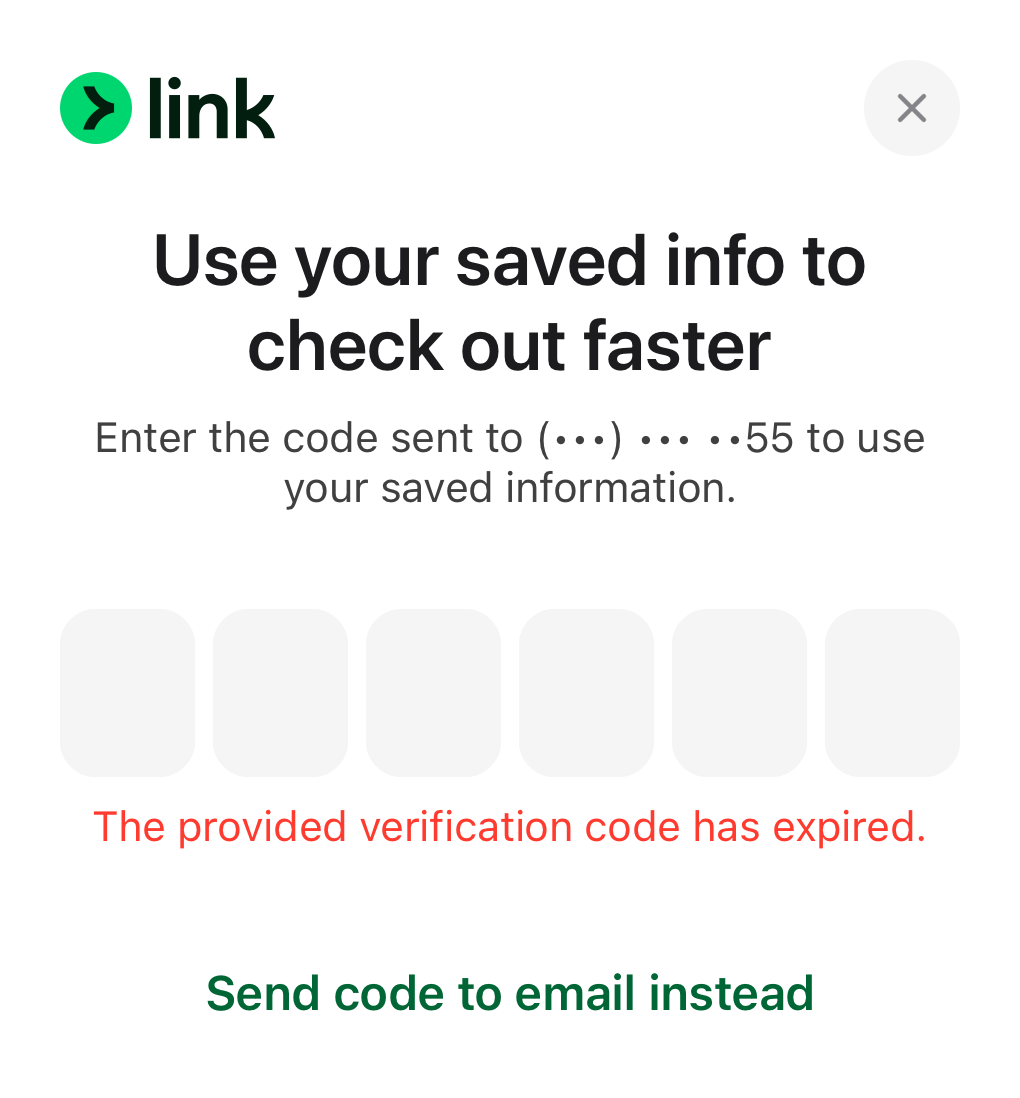 link
Use your saved info to
check out faster
Enter the code sent to (•••) ••• ••55 to use
your saved information.
The provided verification code has expired.
Send code to email instead